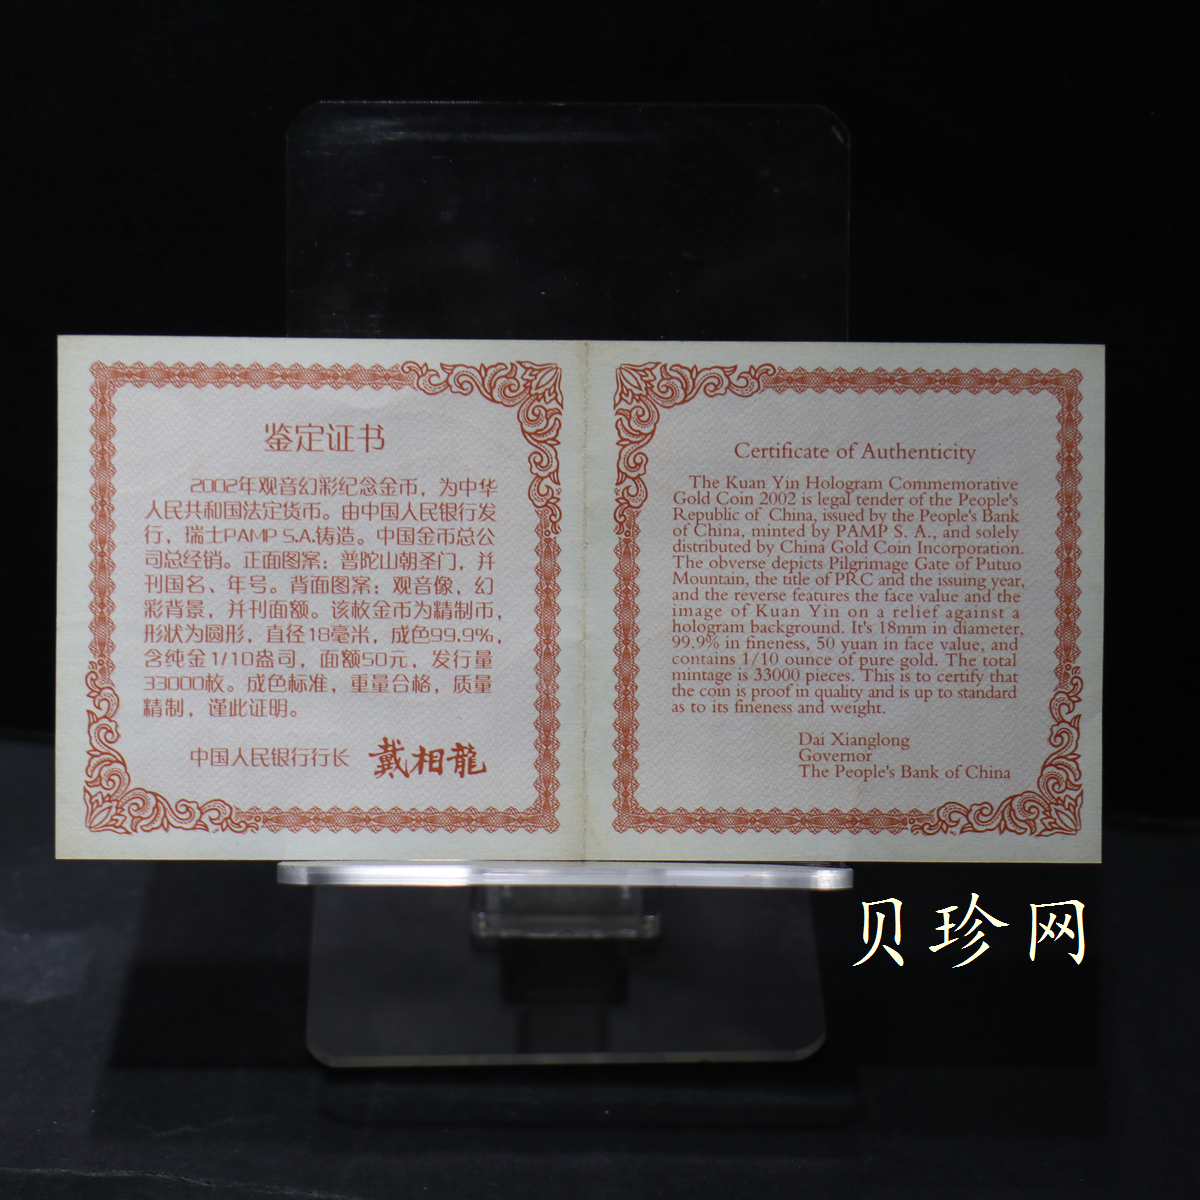 鉴定证书
2002年观音幻彩纪念金币，为中华
人民共和国法定货币。由中国人民银行发
行，瑞士PAMP S.A.铸造。中国金币总公
司总经销。正面图案：普陀山朝圣门，并
刊国名、年号。背面图案：观音像，幻
彩背景，并刊面额。该枚金币为精制币，
形状为圆形，直径18毫米，成色99.9%，
含纯金1/10盎司，面额50元，发行量
33000枚。成色标准，重量合格，质量
精制，谨此证明。
中国人民银行行长 戴相龍
Certificate of Authenticity
The Kuan Yin Hologram Commemorative
Gold Coin 2002 is legal tender of the People's
Republic of China, issued by the People's Bank
of China, minted by PAMP S. A., and solely
distributed by China Gold Coin Incorporation.
The obverse depicts Pilgrimage Gate of Putuo
Mountain, the title of PRC and the issuing year,
and the reverse features the face value and the
image of Kuan Yin on a relief against a
hologram background. It's 18mm in diameter,
99.9% in fineness, 50 yuan in face value, and
contains 1/10 ounce of pure gold. The total
mintage is 33000 pieces. This is to certify that
the coin is proof in quality and is up to standard
as to its fineness and weight.
Dai Xianglong
Governor
The People's Bank of China
贝珍网